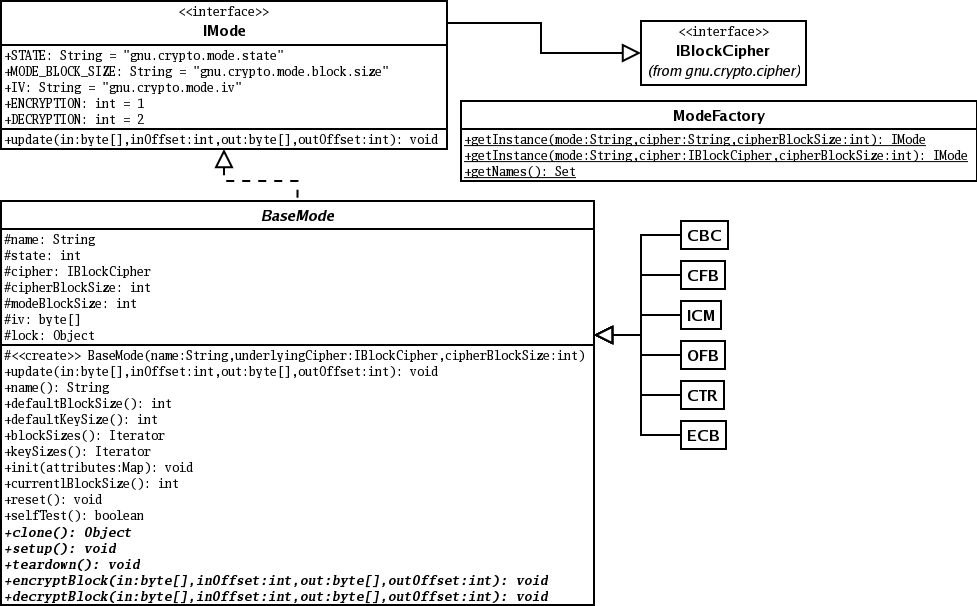 <<interface>>
IMode
+STATE: String = "gnu.crypto.mode.state"
+MODE_BLOCK_SIZE: String = "gnu.crypto.mode.block.size"
+IV: String = "gnu.crypto.mode.iv"
+ENCRYPTION: int = 1
+DECRYPTION: int = 2
+update(in:byte[],inOffset:int,out:byte[],outOffset:int): void
<<interface>>
IBlockCipher
(from gnu.crypto.cipher)
ModeFactory
+getInstance(mode:String,cipher:String,cipherBlockSize:int): IMode
+getInstance(mode:String,cipher:IBlockCipher,cipherBlockSize:int): IMode
+getNames(): Set
BaseMode
#name: String
#state: int
#cipher: IBlockCipher
#cipherBlockSize: int
#modeBlockSize: int
#iv: byte[]
#lock: Object
#<<create>> BaseMode(name:String,underlyingCipher:IBlockCipher,cipherBlockSize:int)
+update(in:byte[],inOffset:int,out:byte[],outOffset:int): void
+name(): String
+defaultBlockSize(): int
+defaultKeySize(): int
+blockSizes(): Iterator
+keySizes(): Iterator
+init(attributes:Map): void
+currentlBlockSize(): int
+reset(): void
+selfTest(): boolean
+clone(): Object
+setup(): void
+teardown(): void
+encryptBlock(in:byte[],inOffset:int,out:byte[],outOffset:int): void
+decryptBlock(in:byte[],inOffset:int,out:byte[],outOffset:int): void
CBC
CFB
ICM
OFB
CTR
ECB